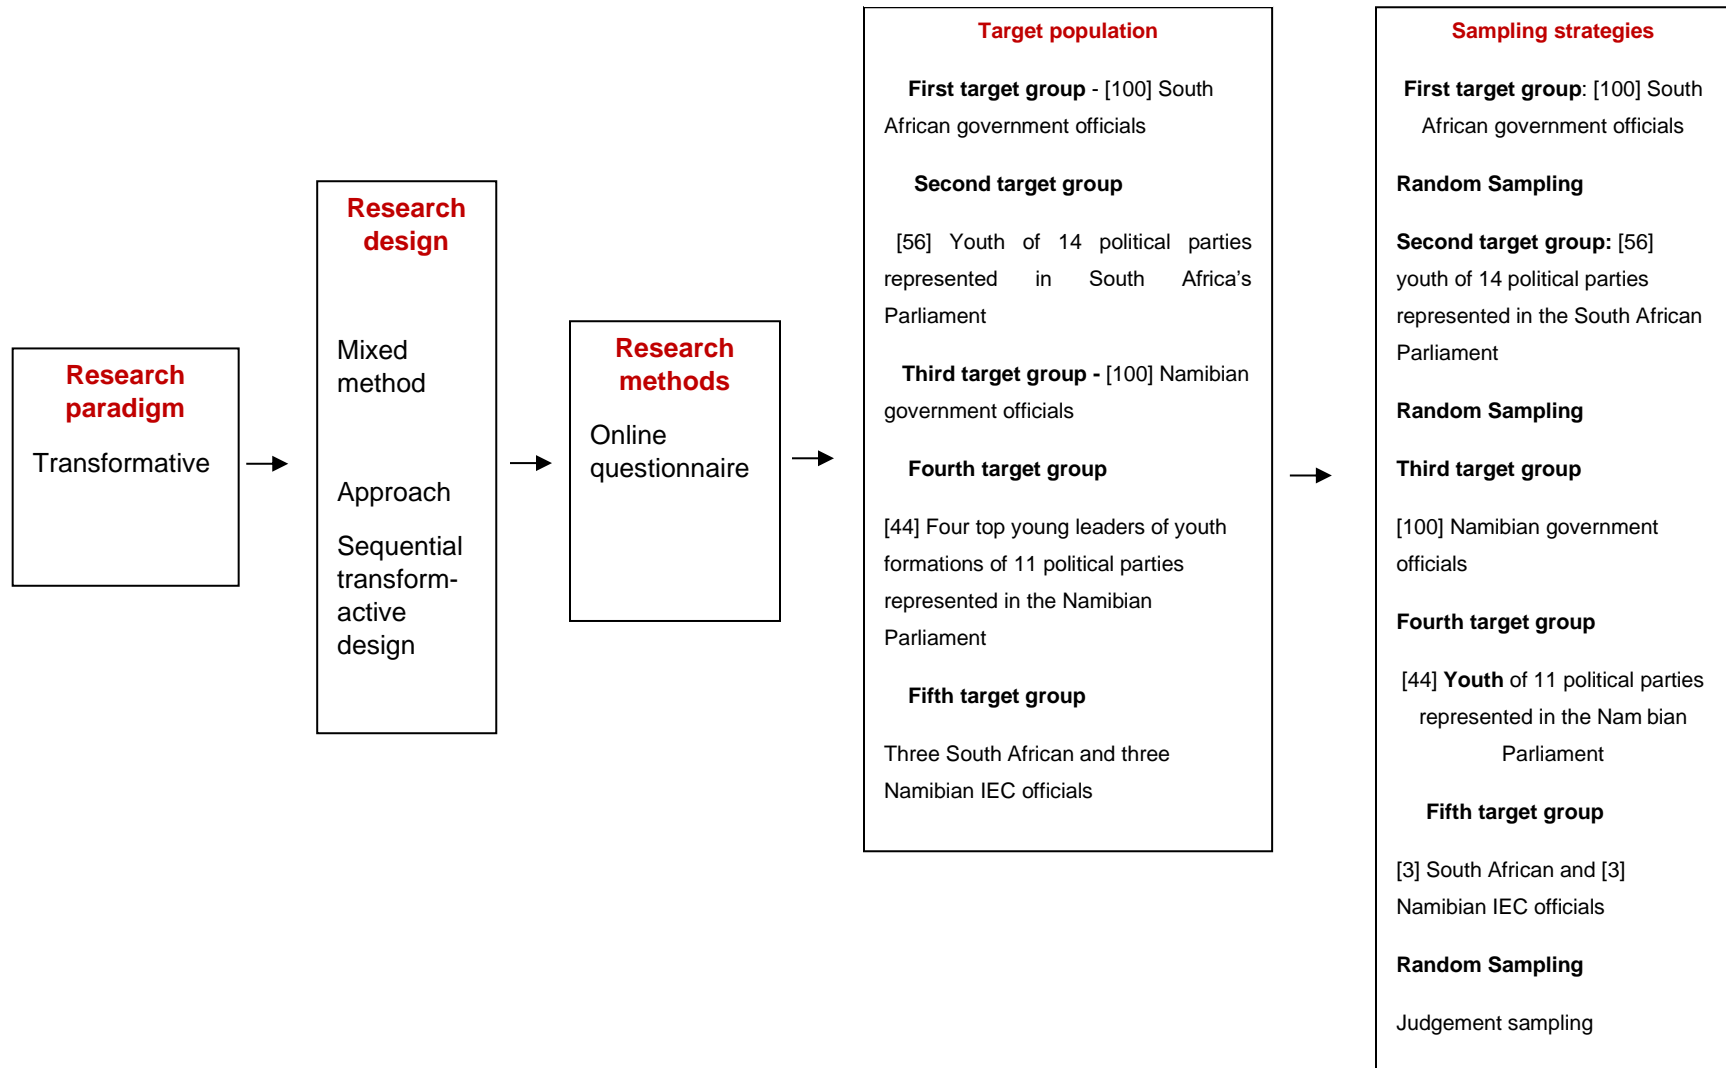 Research
paradigm
Transformative
Research
design
Mixed
method
Approach
Sequential
transform-
active
design
Research
methods
Online
questionnaire
Target population
First target group - [100] South
African government officials
Second target group
[56] Youth of 14 political parties
represented in South Africa’s
Parliament
Third target group - [100] Namibian
government officials
Fourth target group
[44] Four top young leaders of youth
formations of 11 political parties
represented in the Namibian
Parliament
Fifth target group
Three South African and three
Namibian IEC officials
Sampling strategies
First target group: [100] South
African government officials
Random Sampling
Second target group: [56]
youth of 14 political parties
represented in the South African
Parliament
Random Sampling
Third target group
[100] Namibian government
officials
Fourth target group
[44] Youth of 11 political parties
represented in the Nam bian
Parliament
Fifth target group
[3] South African and [3]
Namibian IEC officials
Random Sampling
Judgement sampling